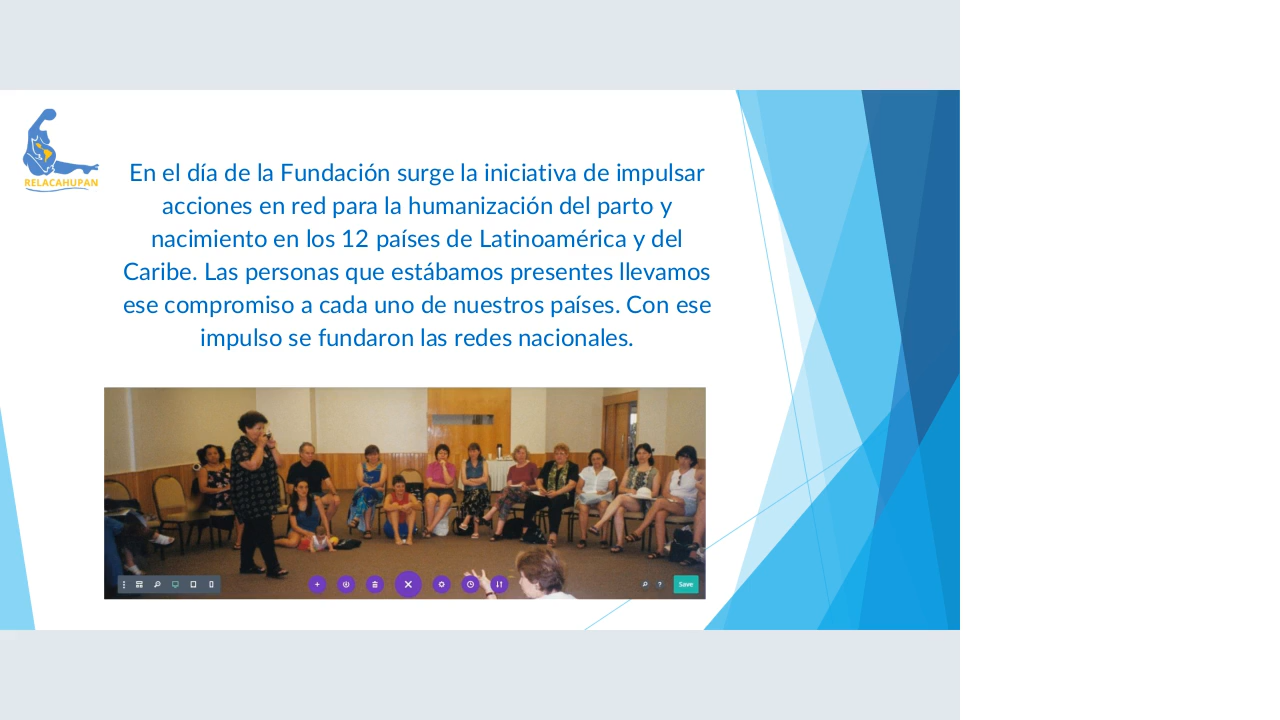 RELACAHUPAN
En el día de la Fundación surge la iniciativa de impulsar
acciones en red para la humanización del parto y
nacimiento en los 12 países de Latinoamérica y del
Caribe. Las personas que estábamos presentes llevamos
ese compromiso a cada uno de nuestros países. Con ese
impulso se fundaron las redes nacionales.
Save